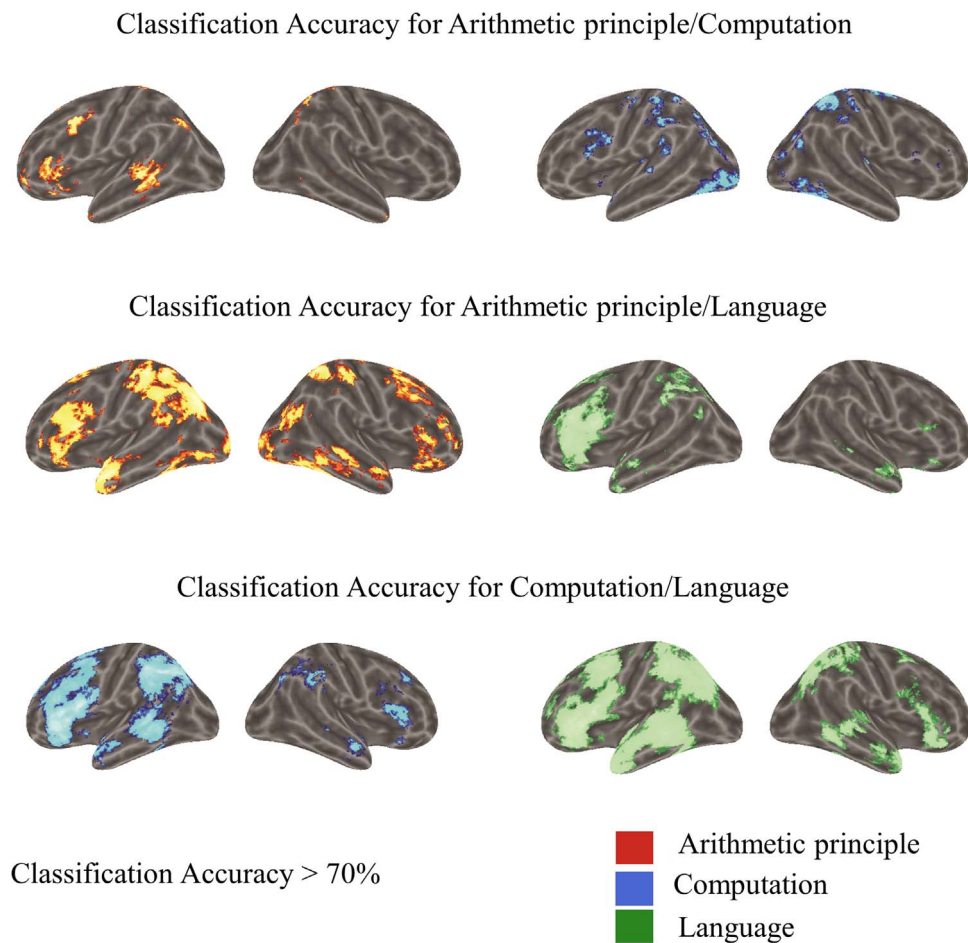 Classification Accuracy for Arithmetic principle/Computation
Classification Accuracy for Arithmetic principle/Language
Classification Accuracy for Computation/Language
Classification Accuracy > 70%
Arithmetic principle
Computation
Language